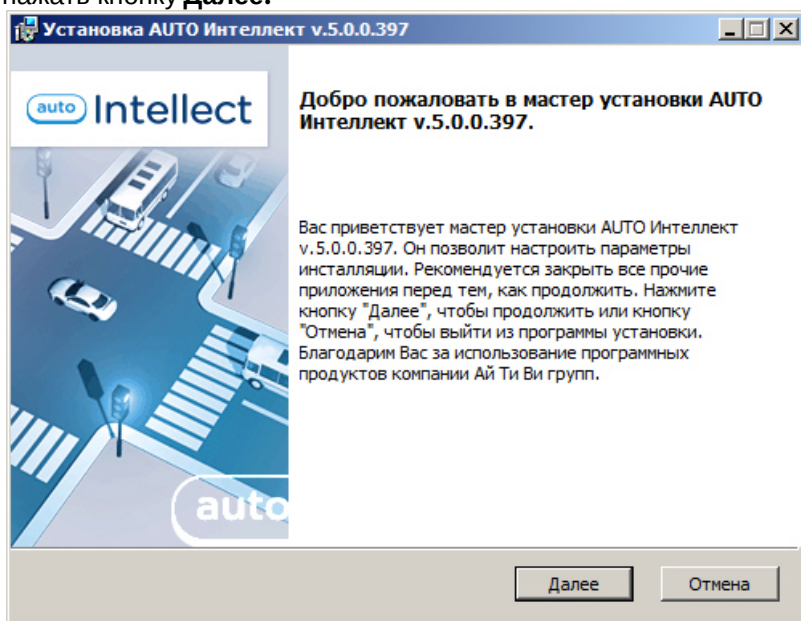 нажать кнопку Далее.
Установка AUTO Интеллект v.5.0.0.397
auto Intellect
Добро пожаловать в мастер установки AUTO
Интеллект v.5.0.0.397.
Вас приветствует мастер установки AUTO Интеллект
v.5.0.0.397. Он позволит настроить параметры
инсталляции. Рекомендуется закрыть все прочие
приложения перед тем, как продолжить. Нажмите
кнопку "Далее", чтобы продолжить или кнопку
"Отмена", чтобы выйти из программы установки.
Благодарим Вас за использование программных
продуктов компании Ай Ти Ви групп.
auto
Далее
Отмена